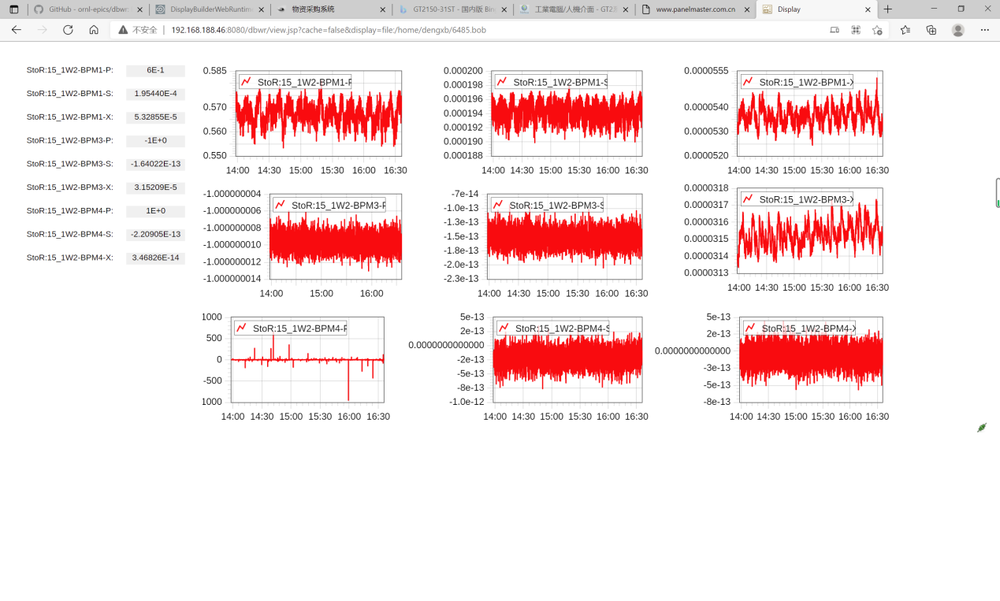 GitHub - ornl-epics/dbwr:
DisplayBuilderWebRuntime
物资采购系统
GT2150-31ST - 国内版 Bin
工業電腦/人機介面 - GT2
www.panelmaster.com.cn
Display
不安全
192.168.188.46:8080/dbwr/view.jsp?cache=false&display=file:/home/dengxb/6485.bob
StoR:15_1W2-BPM1-P: 6E-1
StoR:15_1W2-BPM1-S: 1.95440E-4
StoR:15_1W2-BPM1-X: 5.32855E-5
StoR:15_1W2-BPM3-P: -1E+0
StoR:15_1W2-BPM3-S: -1.64022E-13
StoR:15_1W2-BPM3-X: 3.15209E-5
StoR:15_1W2-BPM4-P: 1E+0
StoR:15_1W2-BPM4-S: -2.20905E-13
StoR:15_1W2-BPM4-X: 3.46826E-14
StoR:15_1W2-BPM1-P
0.585
0.570
0.560
0.550
14:00 14:30 15:00 15:30 16:00 16:30
StoR:15_1W2-BPM1-S
0.000200
0.000198
0.000196
0.000194
0.000192
0.000190
0.000188
14:00 14:30 15:00 15:30 16:00 16:30
StoR:15_1W2-BPM1-X
0.0000555
0.0000540
0.0000530
0.0000520
14:00 14:30 15:00 15:30 16:00 16:30
StoR:15_1W2-BPM3-P
-1.000000004
-1.000000006
-1.000000008
-1.000000010
-1.000000012
-1.000000014
14:00 15:00 16:00
StoR:15_1W2-BPM3-S
-7e-14
-1.0e-13
-1.3e-13
-1.5e-13
-1.8e-13
-2.0e-13
-2.3e-13
14:00 14:30 15:00 15:30 16:00 16:30
StoR:15_1W2-BPM3-X
0.0000318
0.0000317
0.0000316
0.0000315
0.0000314
0.0000313
14:00 14:30 15:00 15:30 16:00 16:30
StoR:15_1W2-BPM4-P
1000
500
0
-500
1000
14:00 14:30 15:00 15:30 16:00 16:30
StoR:15_1W2-BPM4-S
5e-13
2e-13
0.0000000000000
-2e-13
-5e-13
-8e-13
-1.0e-12
14:00 14:30 15:00 15:30 16:00 16:30
StoR:15_1W2-BPM4-X
5e-13
2e-13
0.0000000000000
-3e-13
-5e-13
-8e-13
14:00 14:30 15:00 15:30 16:00 16:30